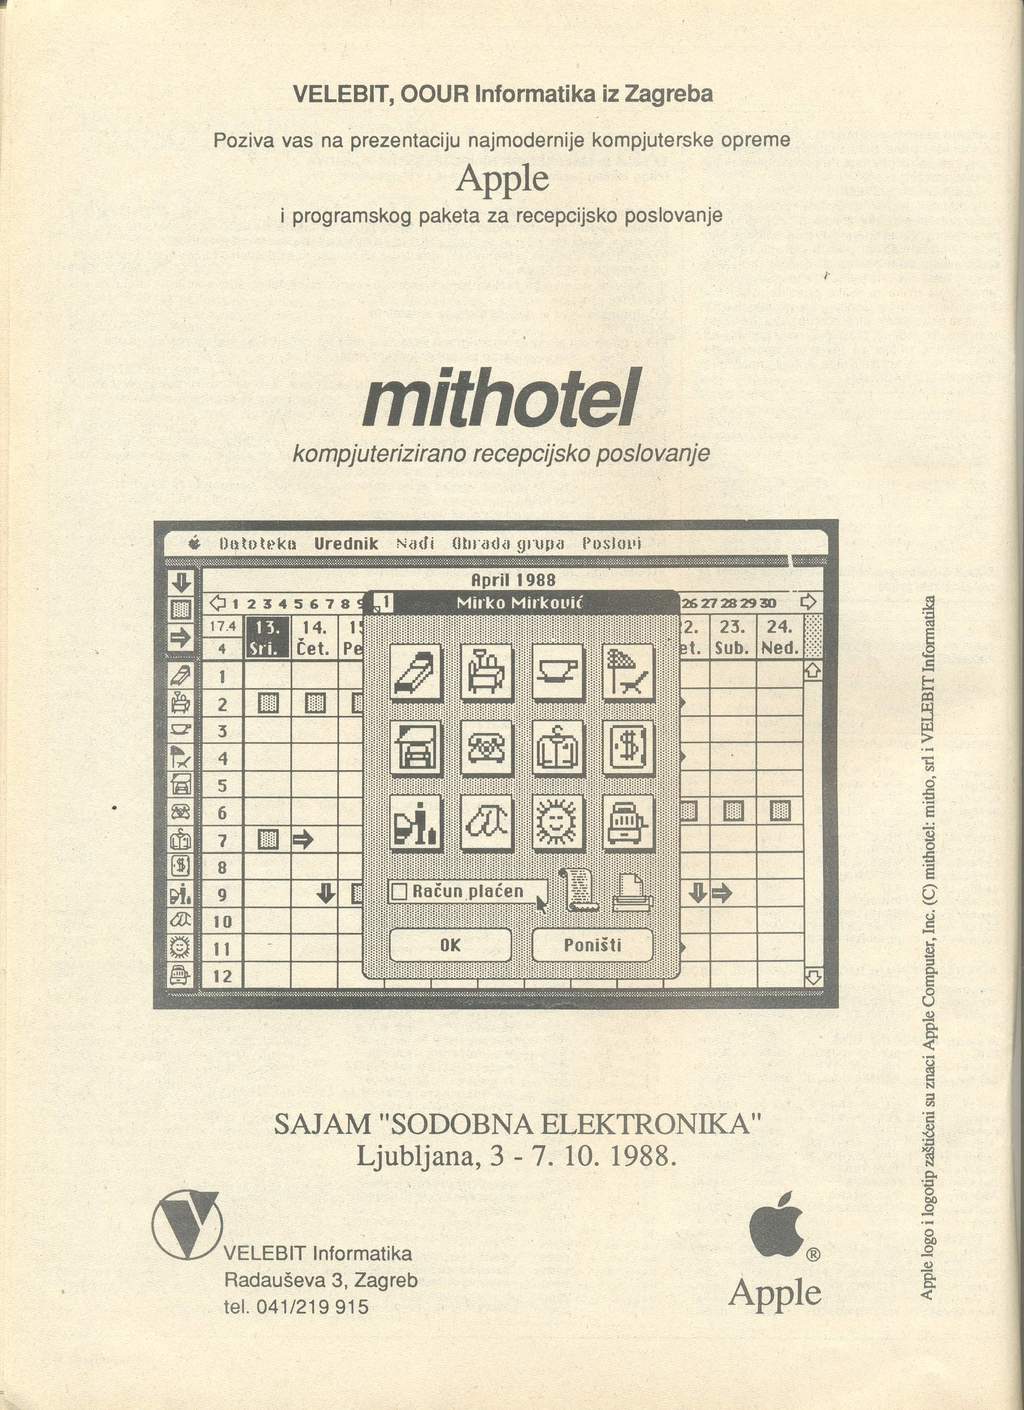 VELEBIT, OOUR Informatika iz Zagreba
Poziva vas na prezentaciju najmodernije kompjuterske opreme
Apple
i programskog paketa za recepcijsko poslovanje
mithotel
kompjuterizirano recepcijsko poslovanje
Datoteka Urednik Nađi Obrada grupa Poslovi
April 1988
1 2 3 4 5 6 7 8 9 26 27 28 29 30
1 Mirko Mirković
17.4 13. 14. 22. 23. 24.
4 Sri. Čet. Sub. Ned.
1
2
3
4
5
6
7
8
9
10
11
12
$
$
Račun plaćen
OK Poništi
SAJAM "SODOBNA ELEKTRONIKA"
Ljubljana, 3 - 7. 10. 1988.
VELEBIT Informatika
Radauševa 3, Zagreb
tel. 041/219 915
®
Apple
Apple logo i logotip zaštićeni su znaci Apple Computer, Inc. (C) mithotel: mitho, srl i VELEBIT Informatika